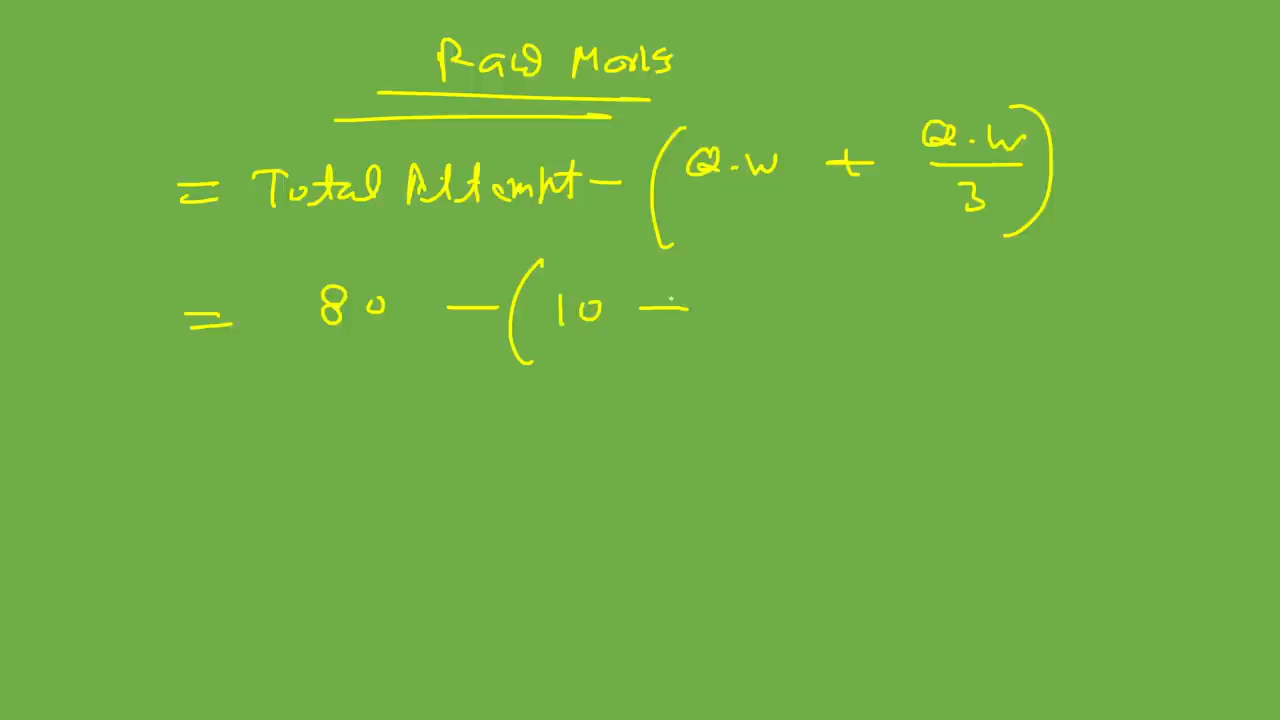 Raw Marks
= Total Attempt - (Q.W + Q.W/3)
= 80 - (10 -